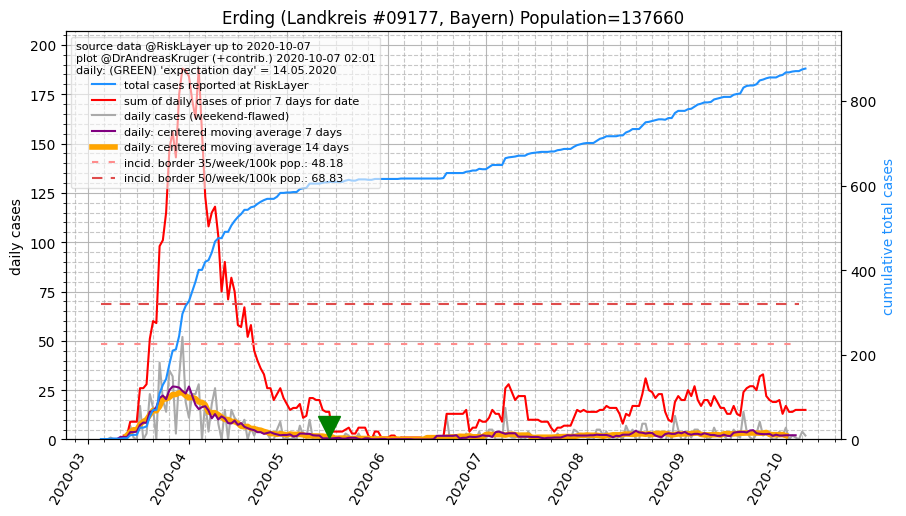 Erding (Landkreis #09177, Bayern) Population=137660
source data @RiskLayer up to 2020-10-07
plot @DrAndreasKruger (+contrib.) 2020-10-07 02:01
daily: (GREEN) 'expectation day' = 14.05.2020
total cases reported at RiskLayer
sum of daily cases of prior 7 days for date
daily cases (weekend-flawed)
daily: centered moving average 7 days
daily: centered moving average 14 days
incid. border 35/week/100k pop.: 48.18
incid. border 50/week/100k pop.: 68.83
daily cases
200
175
150
125
100
75
50
25
0
cumulative total cases
800
600
400
200
0
2020-03
2020-04
2020-05
2020-06
2020-07
2020-08
2020-09
2020-10